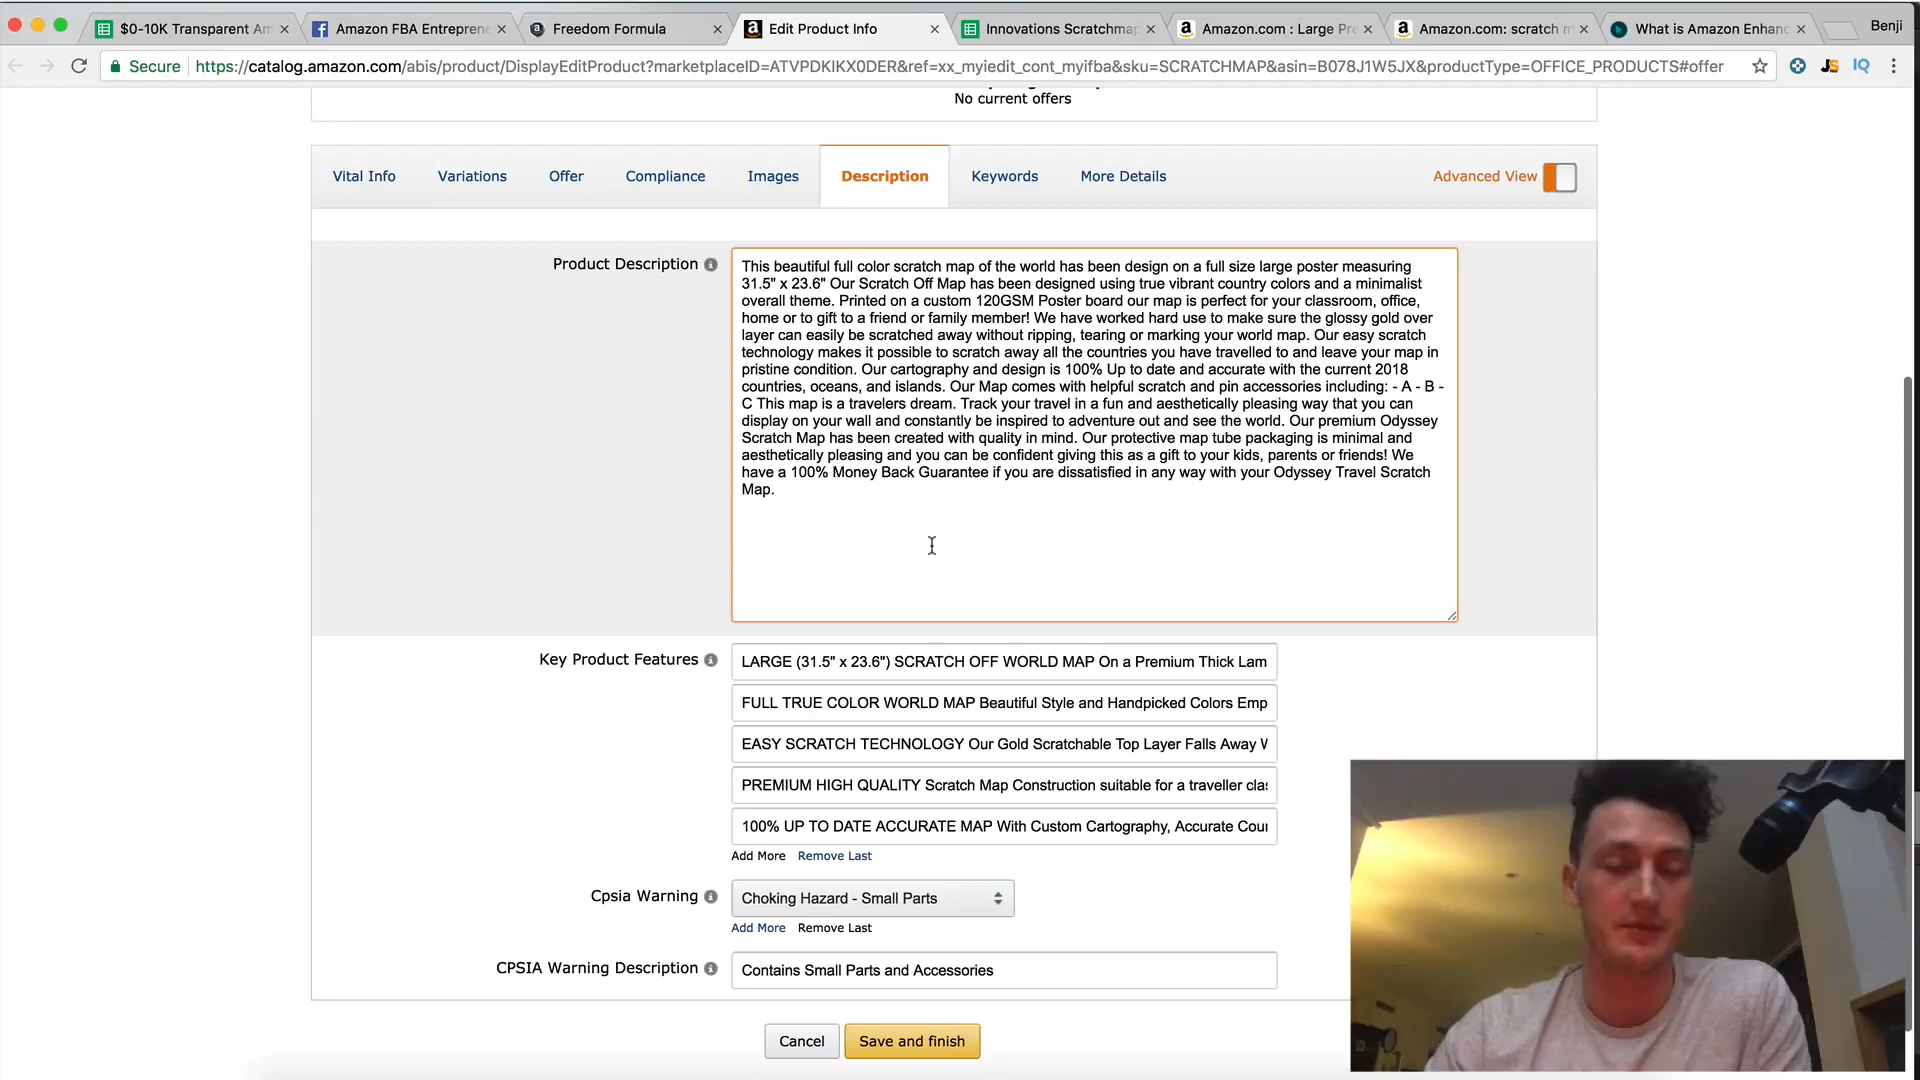 $0-10K Transparent Am
Amazon FBA Entreprene
Freedom Formula
Edit Product Info
Innovations Scratchmap
Amazon.com : Large Pre
Amazon.com: scratch m
What is Amazon Enhanc
Benji
Secure
https://catalog.amazon.com/abis/product/DisplayEditProduct?marketplaceID=ATVPDKIKX0DER&ref=xx_myiedit_cont_myifba&sku=SCRATCHMAP&asin=B078J1W5JX&productType=OFFICE_PRODUCTS#offer
No current offers
Vital Info
Variations
Offer
Compliance
Images
Description
Keywords
More Details
Advanced View
Product Description
This beautiful full color scratch map of the world has been design on a full size large poster measuring
31.5" x 23.6" Our Scratch Off Map has been designed using true vibrant country colors and a minimalist
overall theme. Printed on a custom 120GSM Poster board our map is perfect for your classroom, office,
home or to gift to a friend or family member! We have worked hard use to make sure the glossy gold over
layer can easily be scratched away without ripping, tearing or marking your world map. Our easy scratch
technology makes it possible to scratch away all the countries you have travelled to and leave your map in
pristine condition. Our cartography and design is 100% Up to date and accurate with the current 2018
countries, oceans, and islands. Our Map comes with helpful scratch and pin accessories including: - A - B -
C This map is a travelers dream. Track your travel in a fun and aesthetically pleasing way that you can
display on your wall and constantly be inspired to adventure out and see the world. Our premium Odyssey
Scratch Map has been created with quality in mind. Our protective map tube packaging is minimal and
aesthetically pleasing and you can be confident giving this as a gift to your kids, parents or friends! We
have a 100% Money Back Guarantee if you are dissatisfied in any way with your Odyssey Travel Scratch
Map.
Key Product Features
LARGE (31.5" x 23.6") SCRATCH OFF WORLD MAP On a Premium Thick Lam
FULL TRUE COLOR WORLD MAP Beautiful Style and Handpicked Colors Emp
EASY SCRATCH TECHNOLOGY Our Gold Scratchable Top Layer Falls Away W
PREMIUM HIGH QUALITY Scratch Map Construction suitable for a traveller clas
100% UP TO DATE ACCURATE MAP With Custom Cartography, Accurate Coun
Add More Remove Last
Cpsia Warning
Choking Hazard - Small Parts
Add More Remove Last
CPSIA Warning Description
Contains Small Parts and Accessories
Cancel
Save and finish